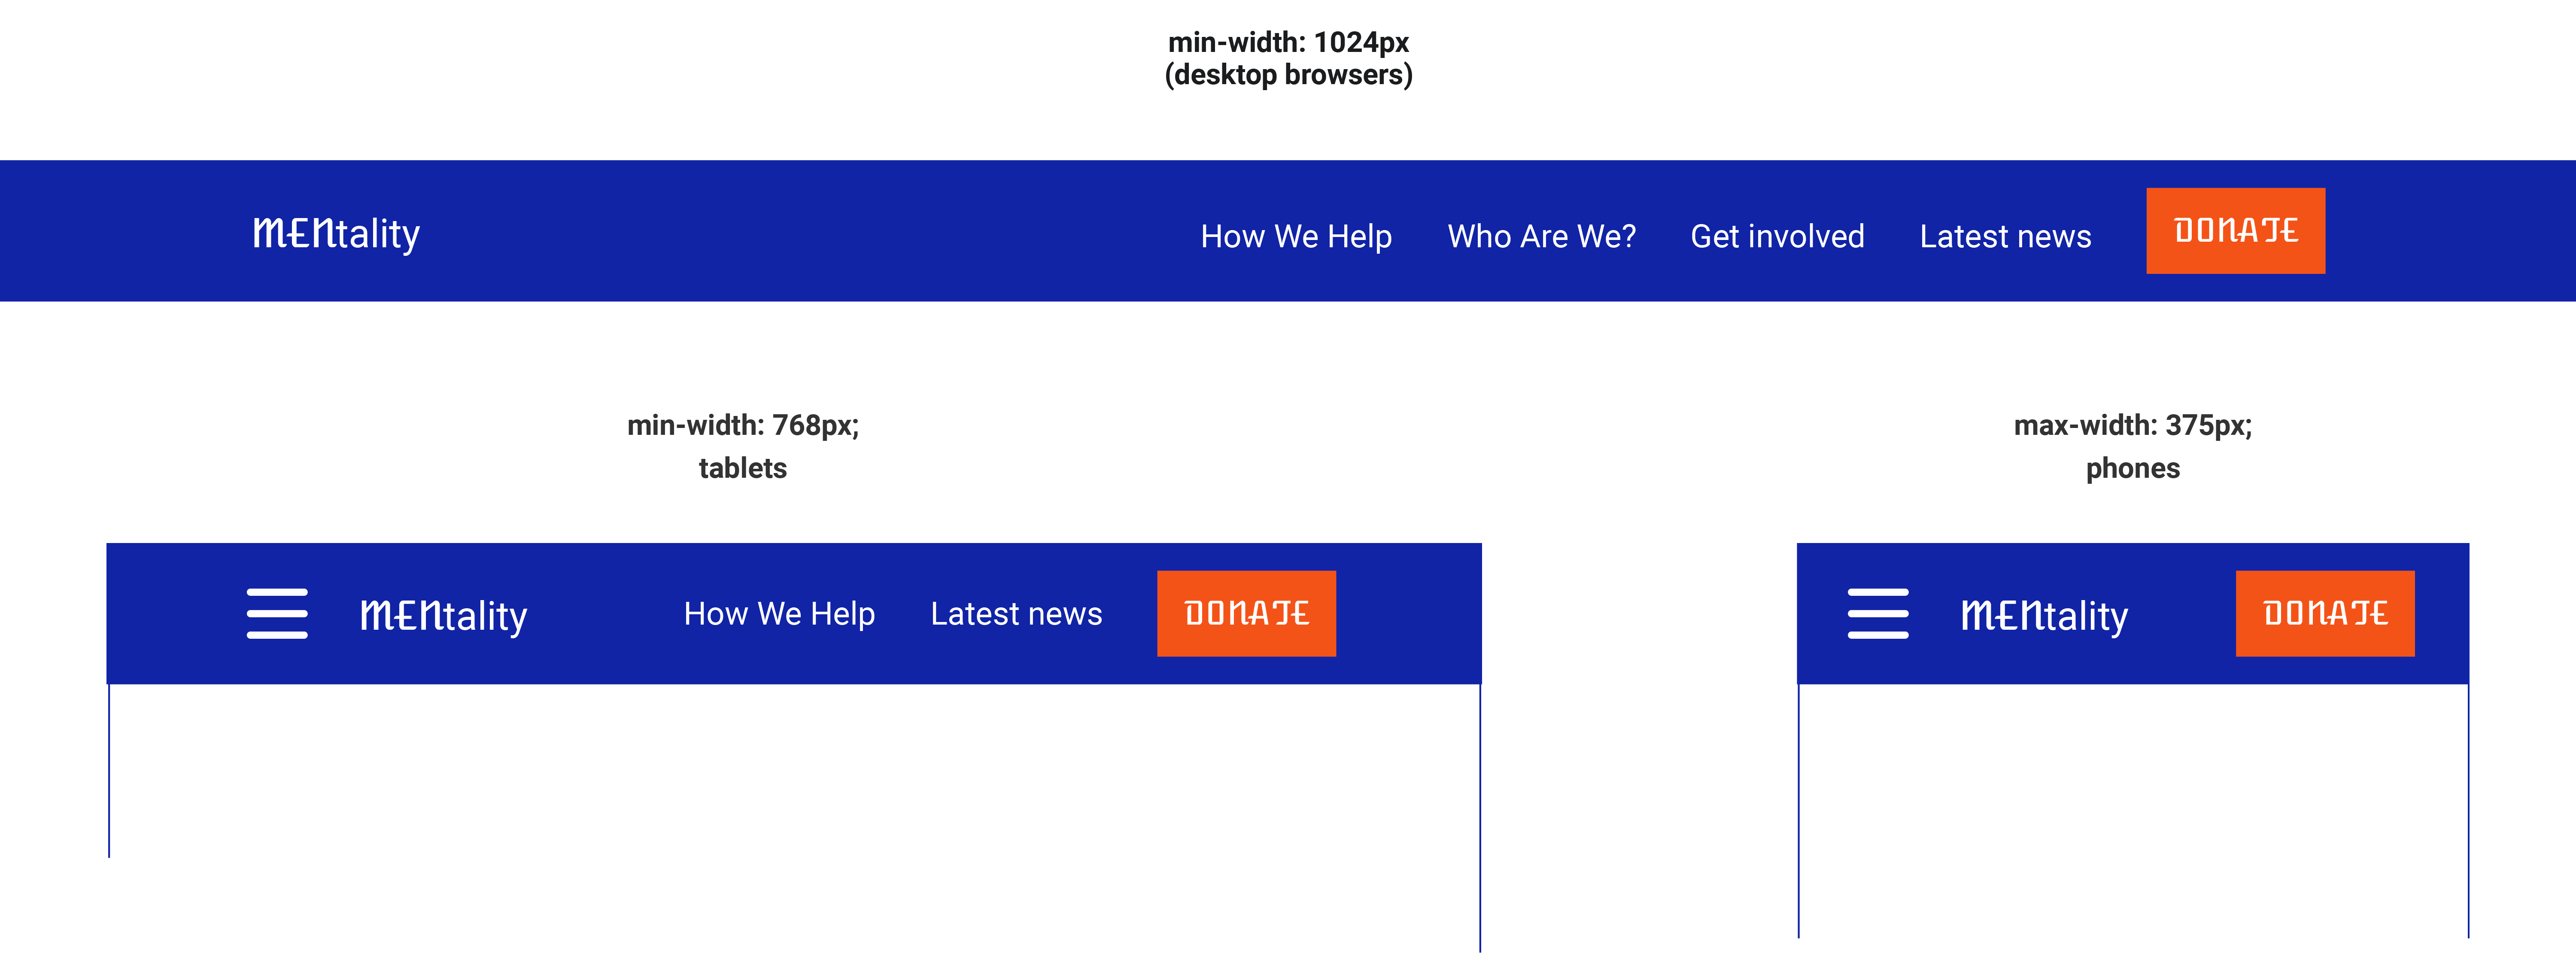 min-width: 1024px
(desktop browsers)
MENtality How We Help Who Are We? Get involved Latest news DONATE
min-width: 768px;
tablets
MENtality How We Help Latest news DONATE
max-width: 375px;
phones
MENtality DONATE